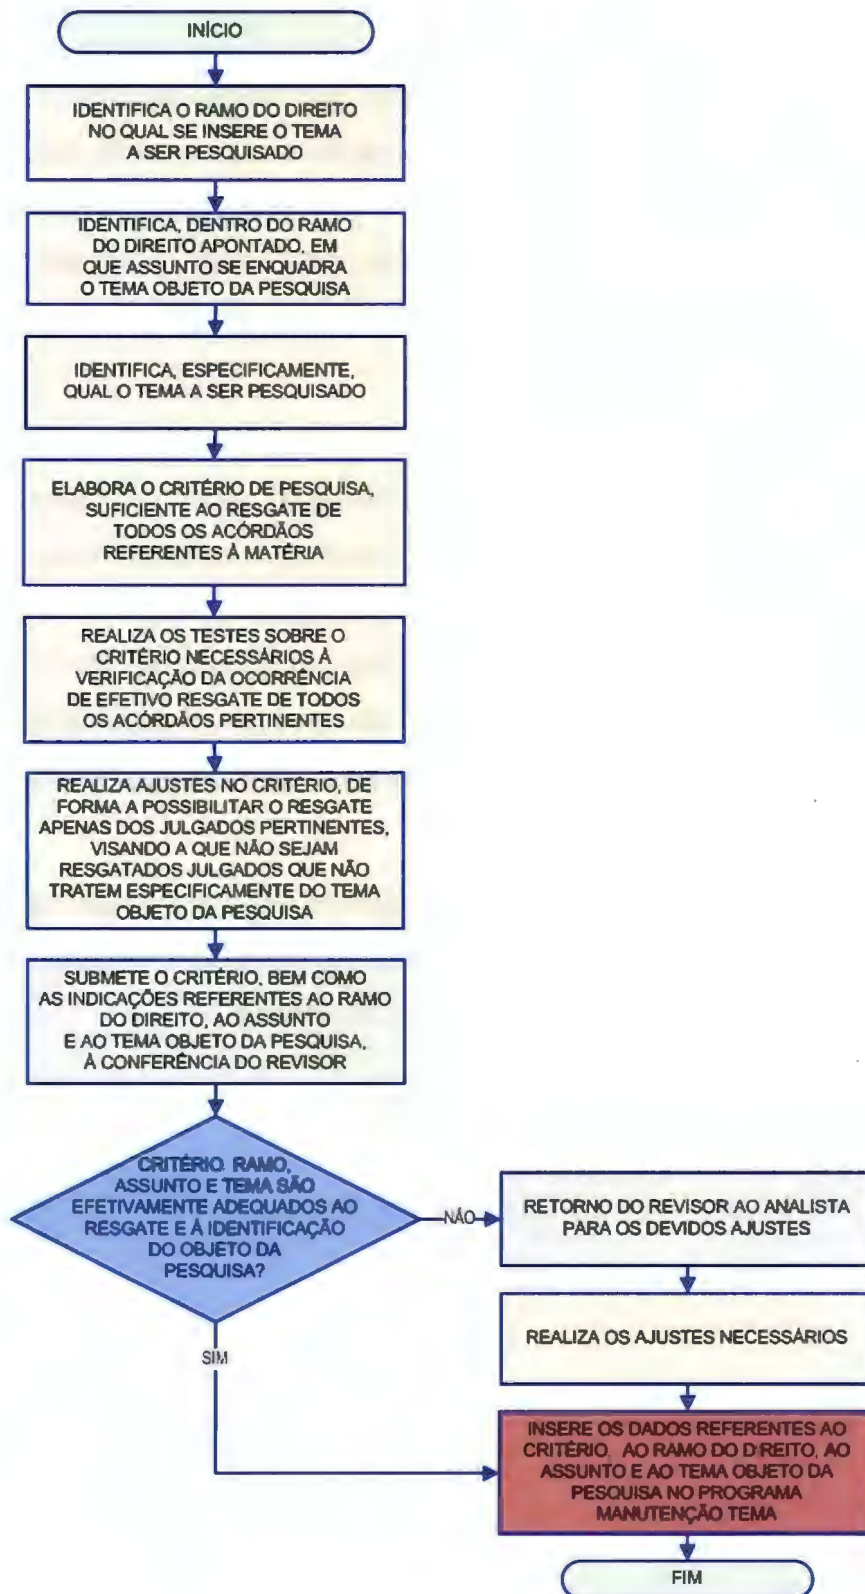 INÍCIO
IDENTIFICA O RAMO DO DIREITO
NO QUAL SE INSERE O TEMA
A SER PESQUISADO
IDENTIFICA, DENTRO DO RAMO
DO DIREITO APONTADO, EM
QUE ASSUNTO SE ENQUADRA
O TEMA OBJETO DA PESQUISA
IDENTIFICA, ESPECIFICAMENTE,
QUAL O TEMA A SER PESQUISADO
ELABORA O CRITÉRIO DE PESQUISA,
SUFICIENTE AO RESGATE DE
TODOS OS ACÓRDÃOS
REFERENTES À MATÉRIA
REALIZA OS TESTES SOBRE O
CRITÉRIO NECESSÁRIOS À
VERIFICAÇÃO DA OCORRÊNCIA
DE EFETIVO RESGATE DE TODOS
OS ACÓRDÃOS PERTINENTES
REALIZA AJUSTES NO CRITÉRIO, DE
FORMA A POSSIBILITAR O RESGATE
APENAS DOS JULGADOS PERTINENTES,
VISANDO A QUE NÃO SEJAM
RESGATADOS JULGADOS QUE NÃO
TRATEM ESPECIFICAMENTE DO TEMA
OBJETO DA PESQUISA
SUBMETE O CRITÉRIO, BEM COMO
AS INDICAÇÕES REFERENTES AO RAMO
DO DIREITO, AO ASSUNTO
E AO TEMA OBJETO DA PESQUISA,
À CONFERÊNCIA DO REVISOR
CRITÉRIO, RAMO,
ASSUNTO E TEMA SÃO
EFETIVAMENTE ADEQUADOS AO
RESGATE E À IDENTIFICAÇÃO
DO OBJETO DA
PESQUISA?
NÃO
RETORNO DO REVISOR AO ANALISTA
PARA OS DEVIDOS AJUSTES
REALIZA OS AJUSTES NECESSÁRIOS
SIM
INSERE OS DADOS REFERENTES AO
CRITÉRIO, AO RAMO DO DIREITO, AO
ASSUNTO E AO TEMA OBJETO DA
PESQUISA NO PROGRAMA
MANUTENÇÃO TEMA
FIM